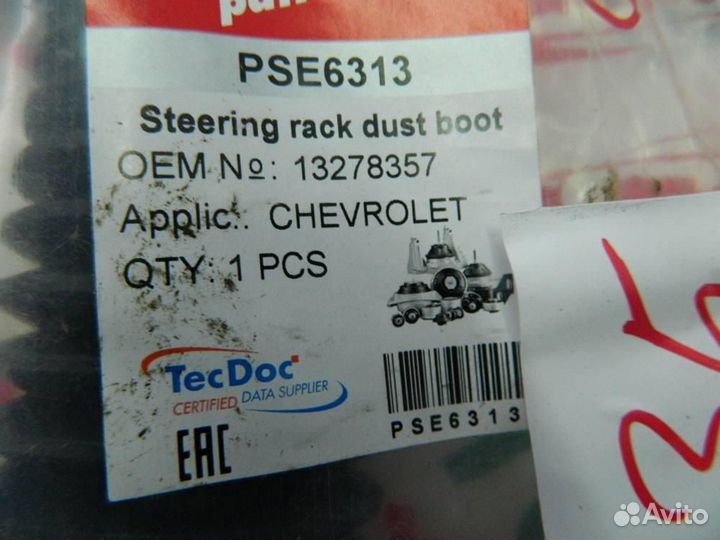 PSE6313
Steering rack dust boot
OEM №: 13278357
Applic.. CHEVROLET
QTY: 1 PCS
TecDoc
CERTIFIED DATA SUPPLIER
EAC
PSE6313
Avito